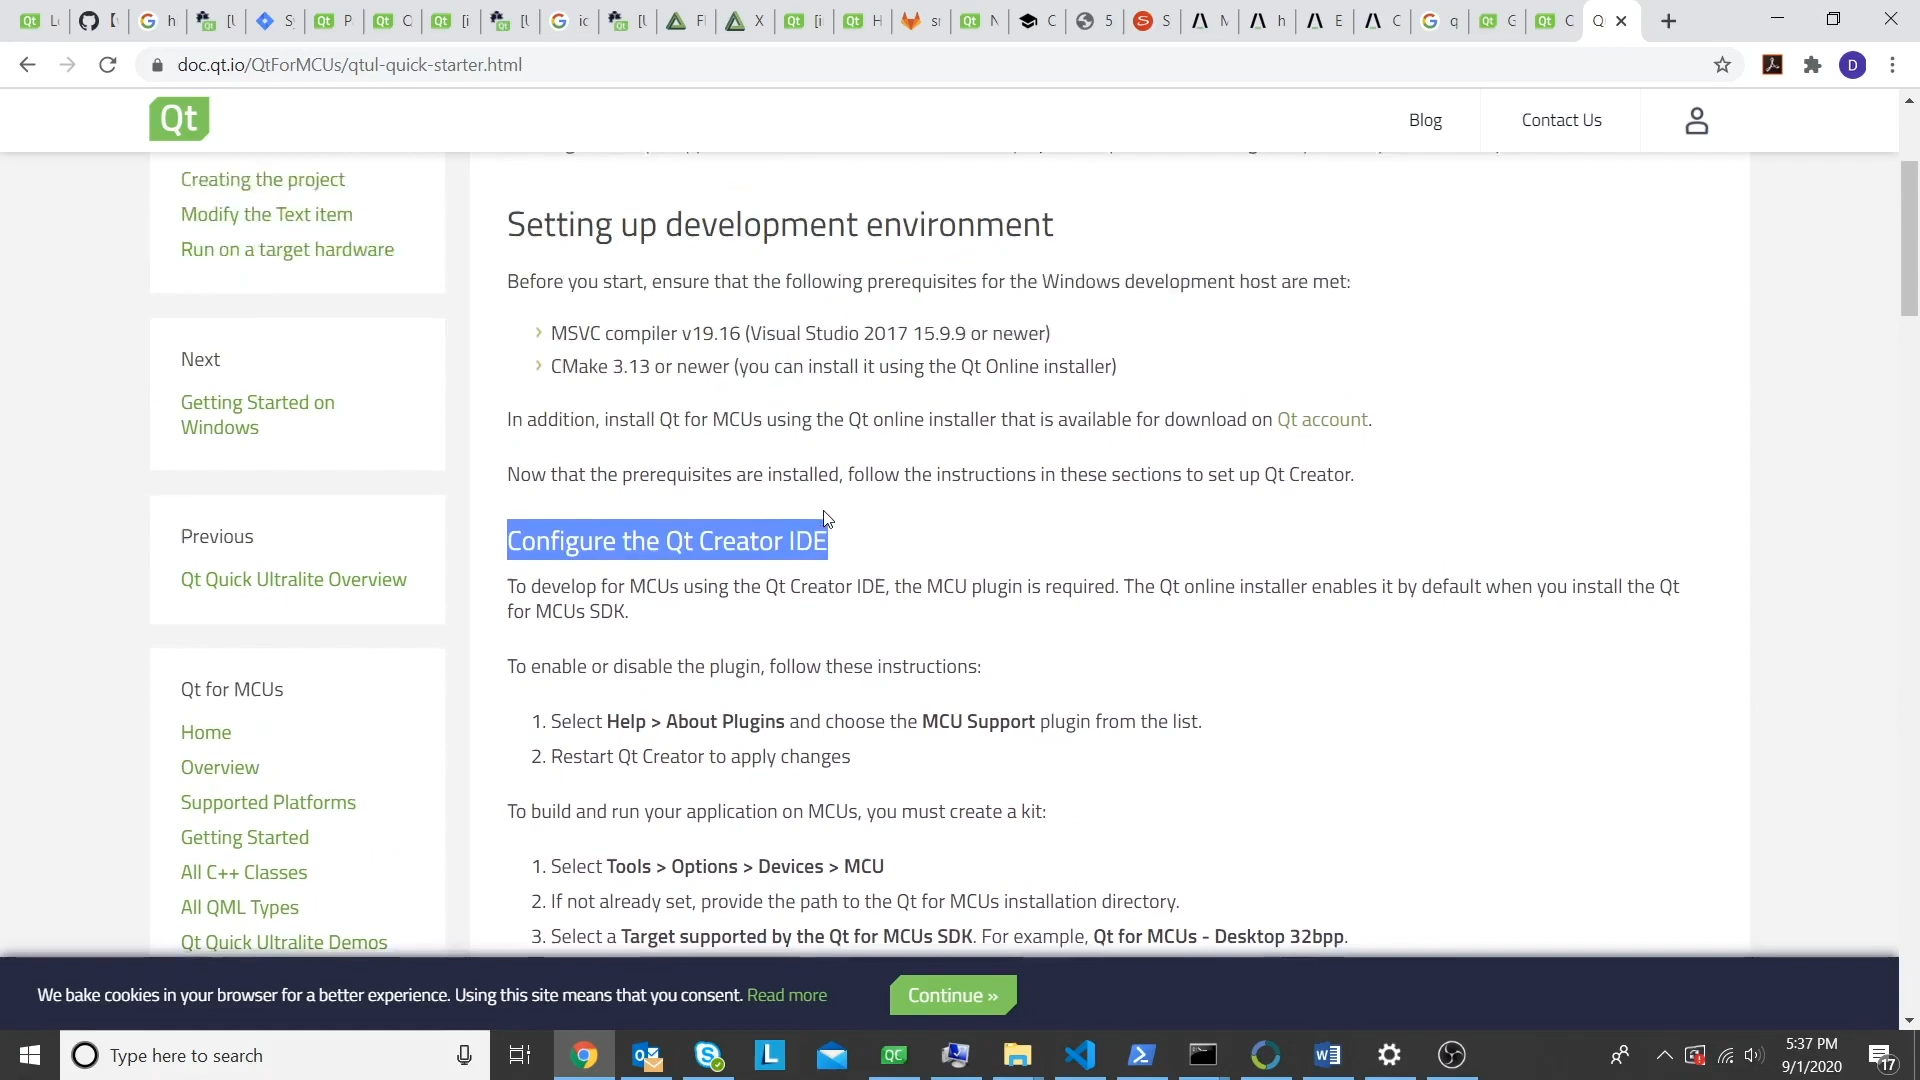 doc.qt.io/QtForMCUs/qtul-quick-starter.html
D
Qt
Blog
Contact Us
Creating the project
Modify the Text item
Run on a target hardware
Next
Getting Started on
Windows
Previous
Qt Quick Ultralite Overview
Qt for MCUs
Home
Overview
Supported Platforms
Getting Started
All C++ Classes
All QML Types
Qt Quick Ultralite Demos
Setting up development environment
Before you start, ensure that the following prerequisites for the Windows development host are met:
MSVC compiler v19.16 (Visual Studio 2017 15.9.9 or newer)
CMake 3.13 or newer (you can install it using the Qt Online installer)
In addition, install Qt for MCUs using the Qt online installer that is available for download on Qt account.
Now that the prerequisites are installed, follow the instructions in these sections to set up Qt Creator.
Configure the Qt Creator IDE
To develop for MCUs using the Qt Creator IDE, the MCU plugin is required. The Qt online installer enables it by default when you install the Qt
for MCUs SDK.
To enable or disable the plugin, follow these instructions:
1. Select Help > About Plugins and choose the MCU Support plugin from the list.
2. Restart Qt Creator to apply changes
To build and run your application on MCUs, you must create a kit:
1. Select Tools > Options > Devices > MCU
2. If not already set, provide the path to the Qt for MCUs installation directory.
3. Select a Target supported by the Qt for MCUs SDK. For example, Qt for MCUs - Desktop 32bpp.
We bake cookies in your browser for a better experience. Using this site means that you consent. Read more
Continue »
Type here to search
5:37 PM
9/1/2020
17